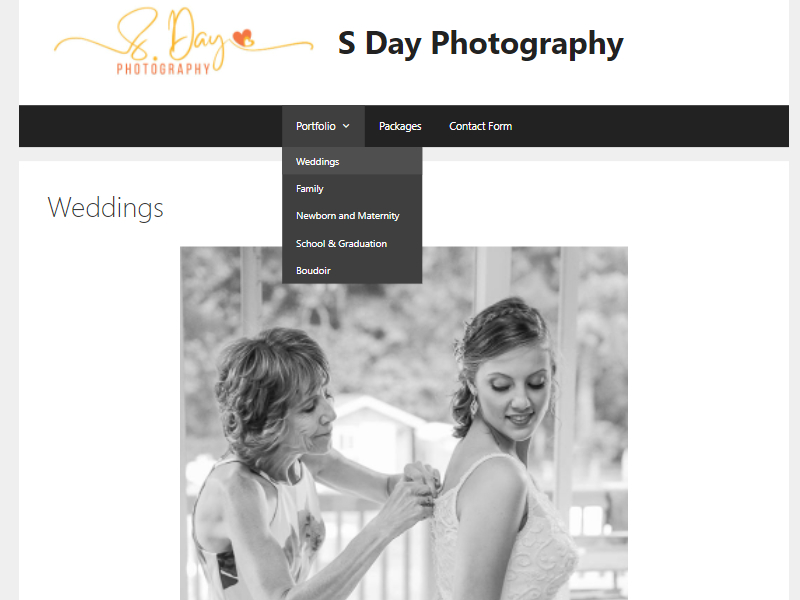 S. Day
PHOTOGRAPHY
S Day Photography
Portfolio Packages Contact Form
Weddings
Family
Newborn and Maternity
School & Graduation
Boudoir
Weddings